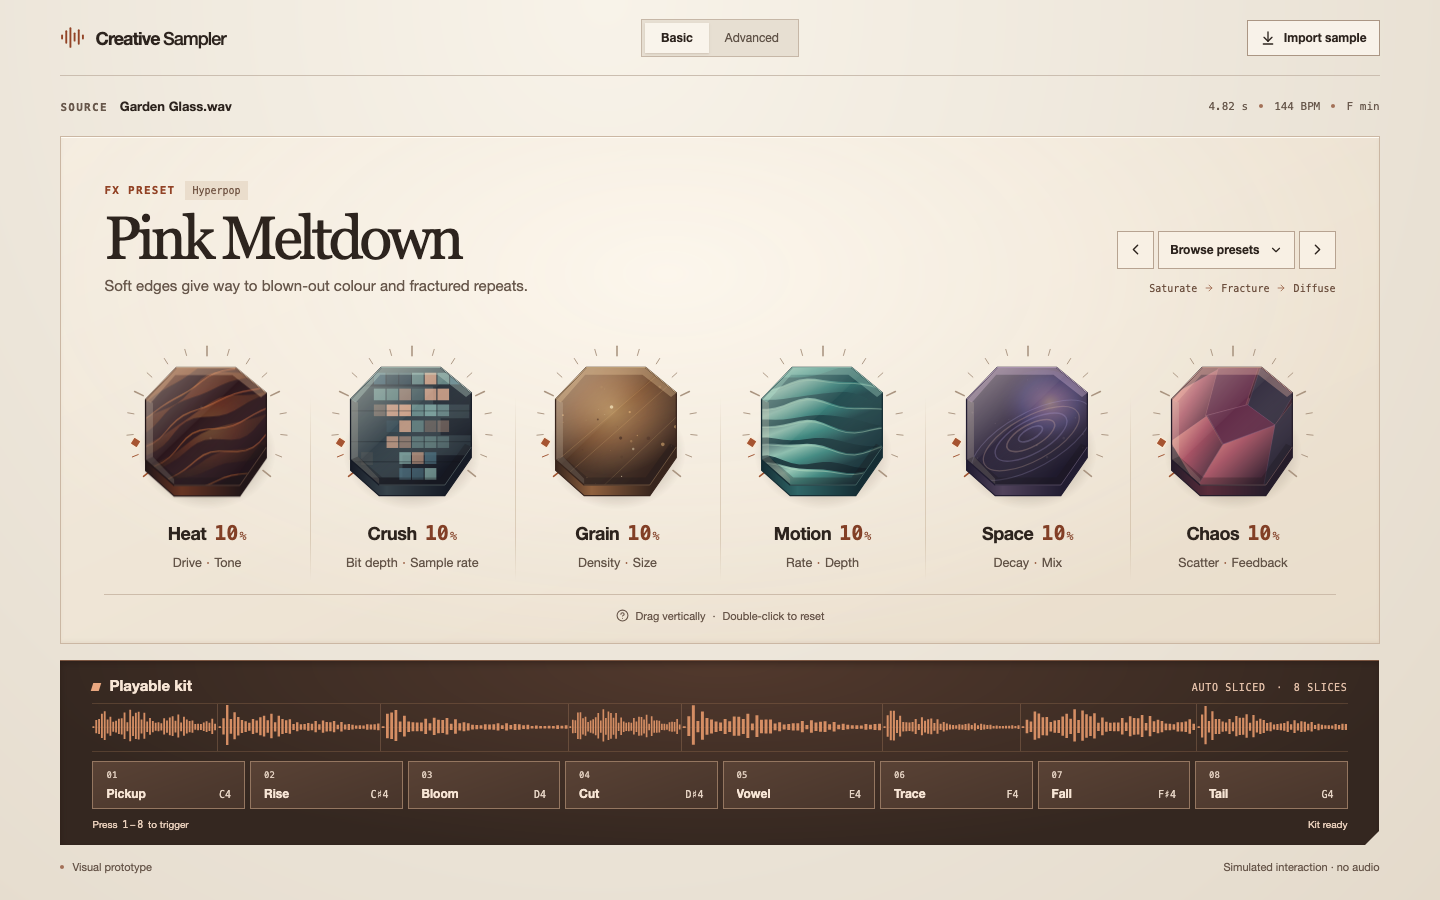 Creative Sampler
Basic
Advanced
Import sample
SOURCE Garden Glass.wav
4.82 s • 144 BPM • F min
FX PRESET Hyperpop
Pink Meltdown
Soft edges give way to blown-out colour and fractured repeats.
Browse presets
Saturate → Fracture → Diffuse
Heat 10%
Drive · Tone
Crush 10%
Bit depth · Sample rate
Grain 10%
Density · Size
Motion 10%
Rate · Depth
Space 10%
Decay · Mix
Chaos 10%
Scatter · Feedback
Drag vertically · Double-click to reset
Playable kit
AUTO SLICED · 8 SLICES
01
Pickup C4
02
Rise C♯4
03
Bloom D4
04
Cut D♯4
05
Vowel E4
06
Trace F4
07
Fall F♯4
08
Tail G4
Press 1–8 to trigger
Kit ready
Visual prototype
Simulated interaction · no audio